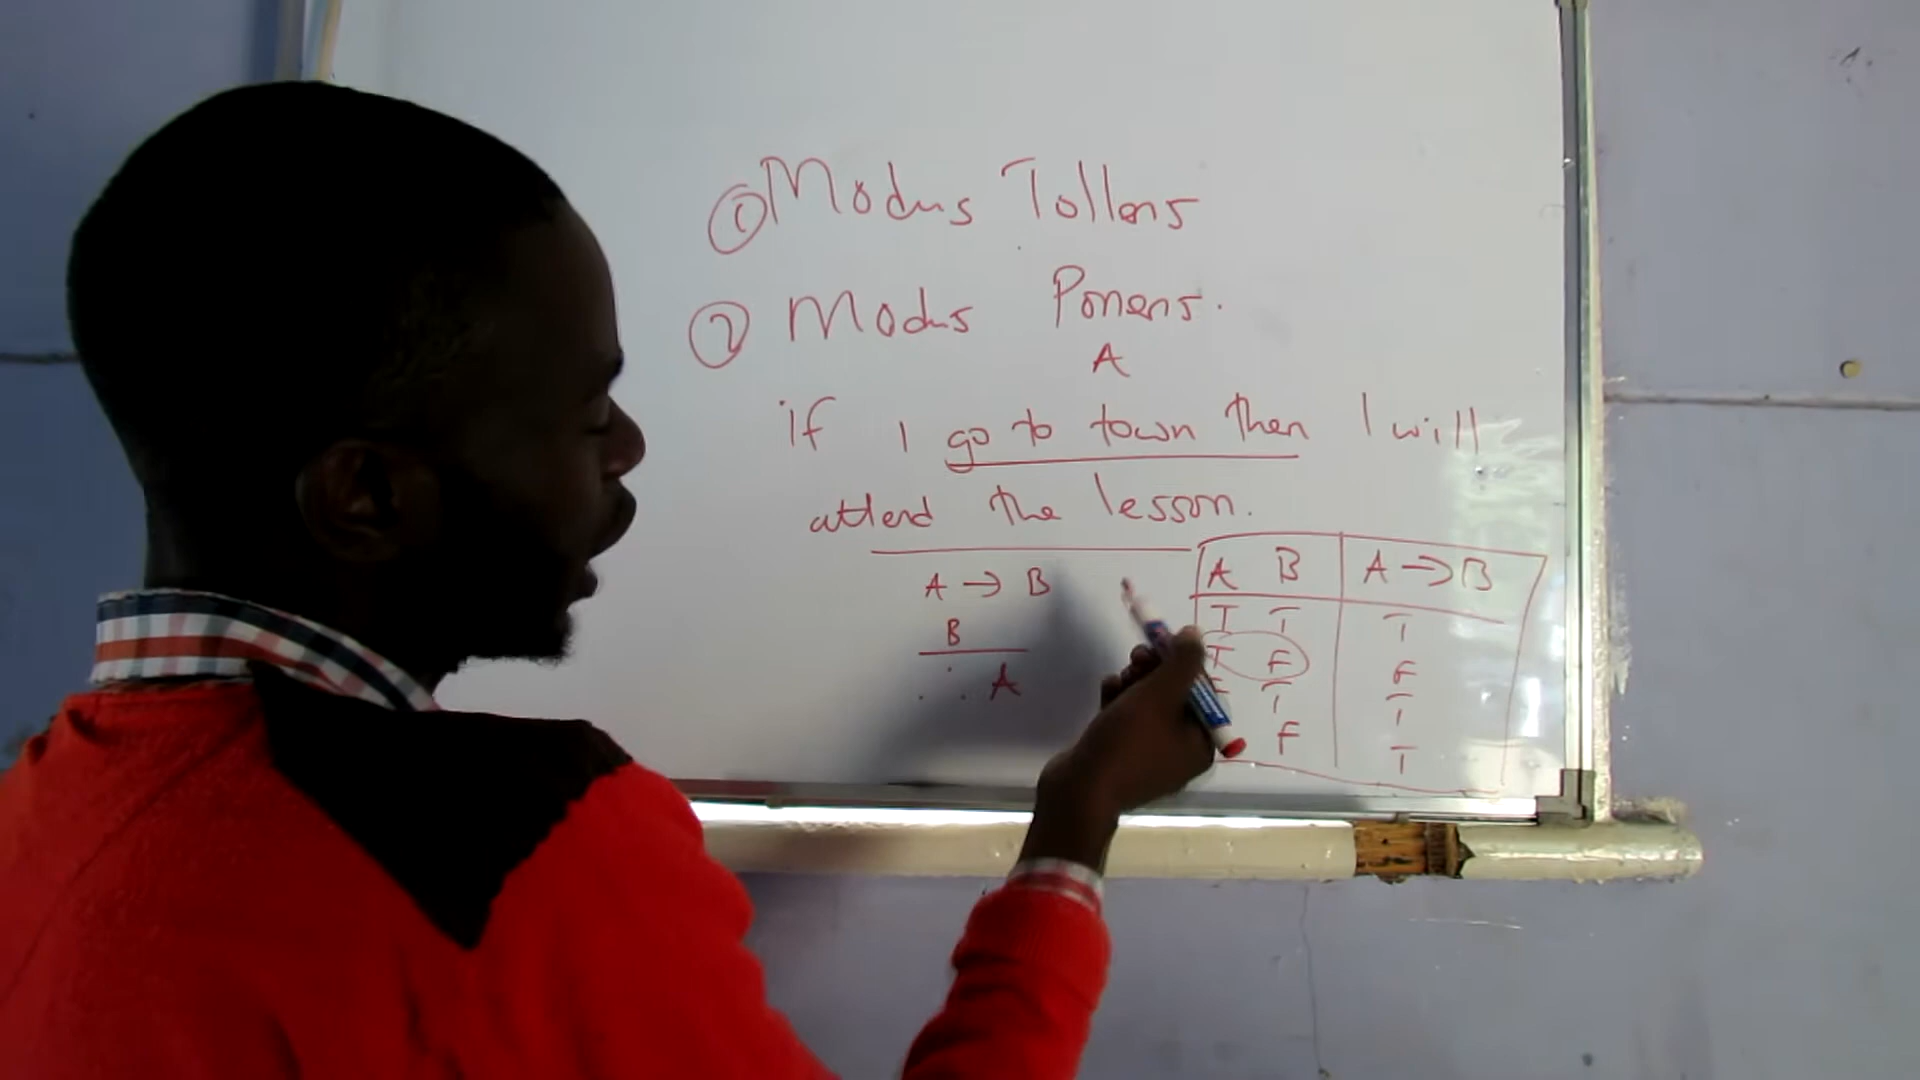 ① Modus Tollens
② Modus Ponens.
A
if I go to town then I will
attend the lesson.
A → B
B
∴ A
A B A → B
T T T
T F F
F T T
F T